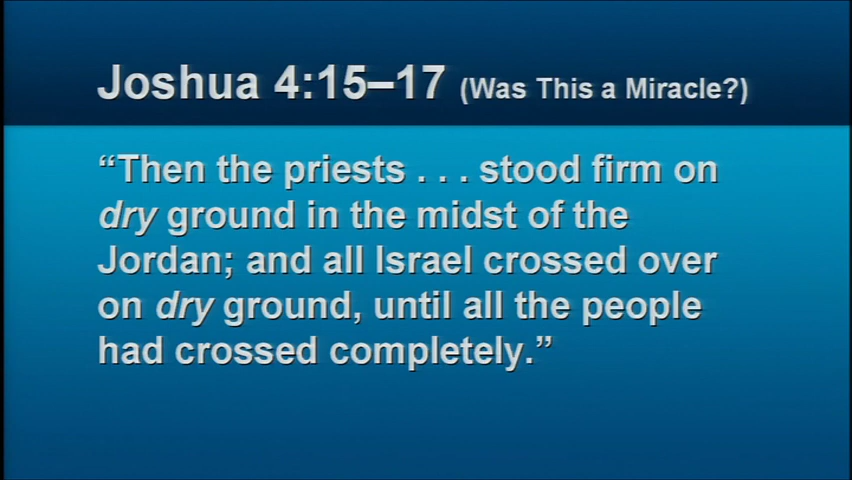 Joshua 4:15–17 (Was This a Miracle?)
“Then the priests . . . stood firm on
dry ground in the midst of the
Jordan; and all Israel crossed over
on dry ground, until all the people
had crossed completely.”